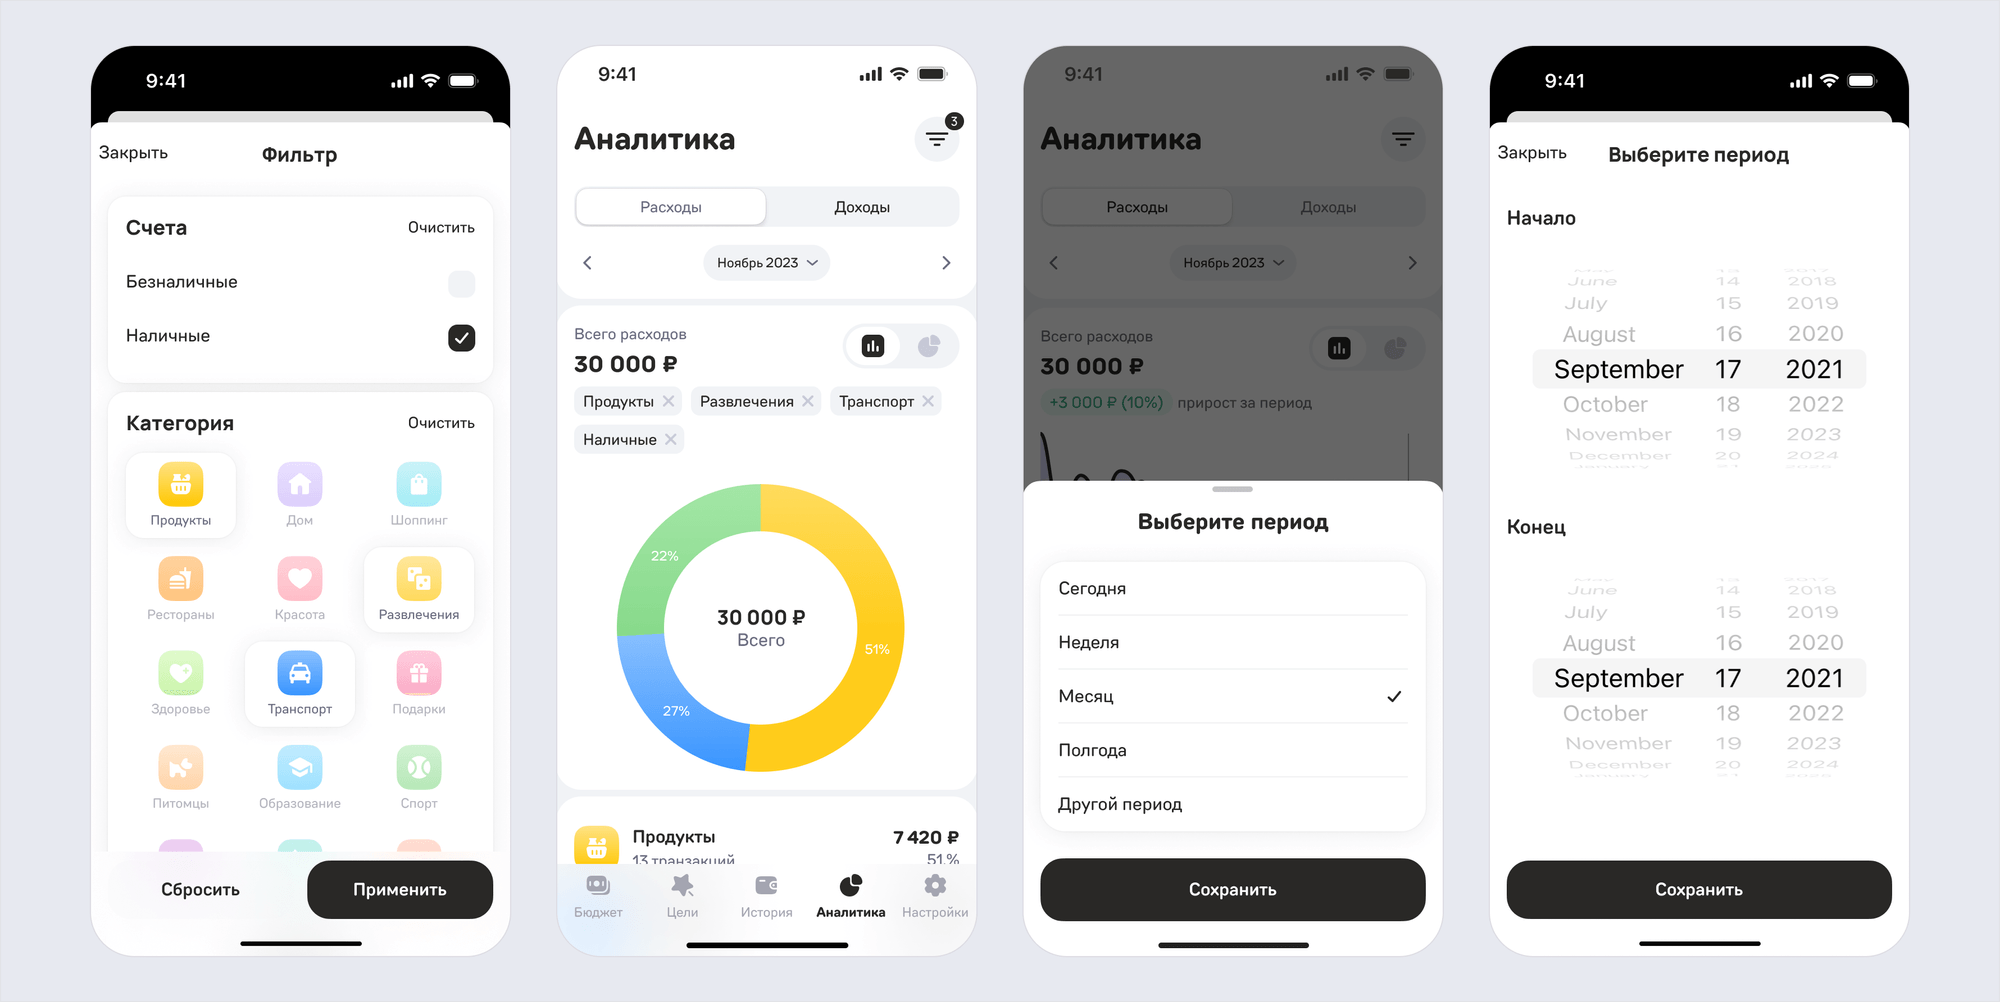 9:41
Закрыть
Фильтр
Счета
Очистить
Безналичные
Наличные
Категория
Очистить
Продукты
Дом
Шоппинг
Рестораны
Красота
Развлечения
Здоровье
Транспорт
Подарки
Питомцы
Образование
Спорт
Сбросить
Применить
9:41
Аналитика
3
Расходы
Доходы
Ноябрь 2023
Всего расходов
30 000 ₽
Продукты
Развлечения
Транспорт
Наличные
22%
51%
27%
30 000 ₽
Всего
Продукты
7 420 ₽
13 транзакций
51.%
Бюджет
Цели
История
Аналитика
Настройки
9:41
Аналитика
Расходы
Доходы
Ноябрь 2023
Всего расходов
30 000 ₽
+3 000 ₽ (10%) прирост за период
Выберите период
Сегодня
Неделя
Месяц
Полгода
Другой период
Сохранить
9:41
Закрыть
Выберите период
Начало
June 14 2018
July 15 2019
August 16 2020
September 17 2021
October 18 2022
November 19 2023
December 20 2024
Конец
June 14 2018
July 15 2019
August 16 2020
September 17 2021
October 18 2022
November 19 2023
December 20 2024
Сохранить